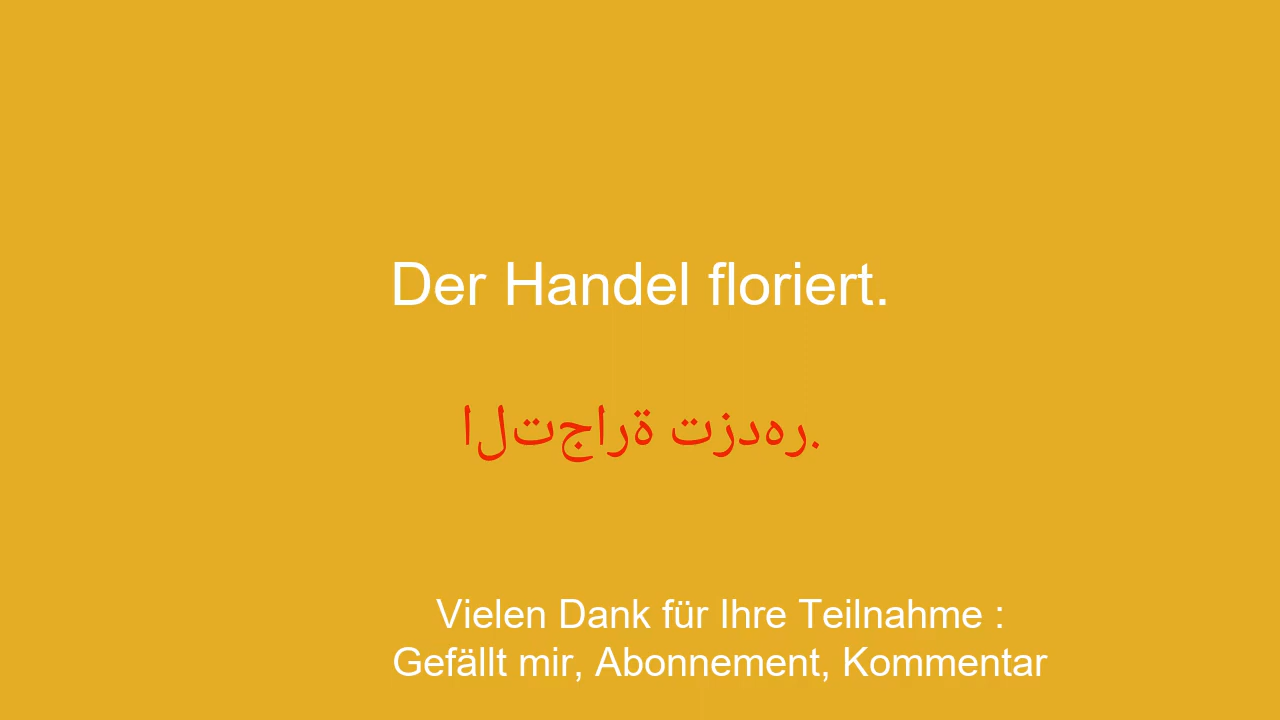 Der Handel floriert.
التجارة تزدهر.
Vielen Dank für Ihre Teilnahme :
Gefällt mir, Abonnement, Kommentar